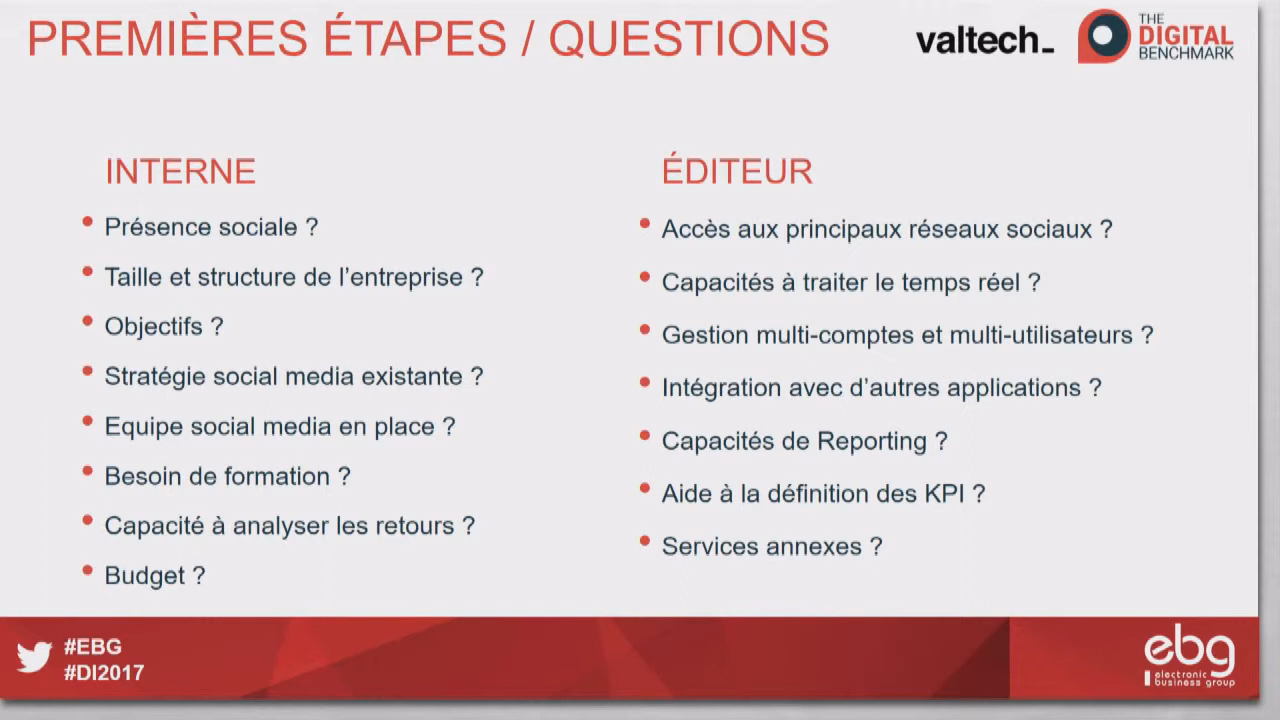 PREMIÈRES ÉTAPES / QUESTIONS
valtech_
THE
DIGITAL
BENCHMARK
INTERNE
Présence sociale ?
Taille et structure de l'entreprise ?
Objectifs ?
Stratégie social media existante ?
Equipe social media en place ?
Besoin de formation ?
Capacité à analyser les retours ?
Budget ?
ÉDITEUR
Accès aux principaux réseaux sociaux ?
Capacités à traiter le temps réel ?
Gestion multi-comptes et multi-utilisateurs ?
Intégration avec d'autres applications ?
Capacités de Reporting ?
Aide à la définition des KPI ?
Services annexes ?
#EBG
#DI2017
ebg
electronic
business group